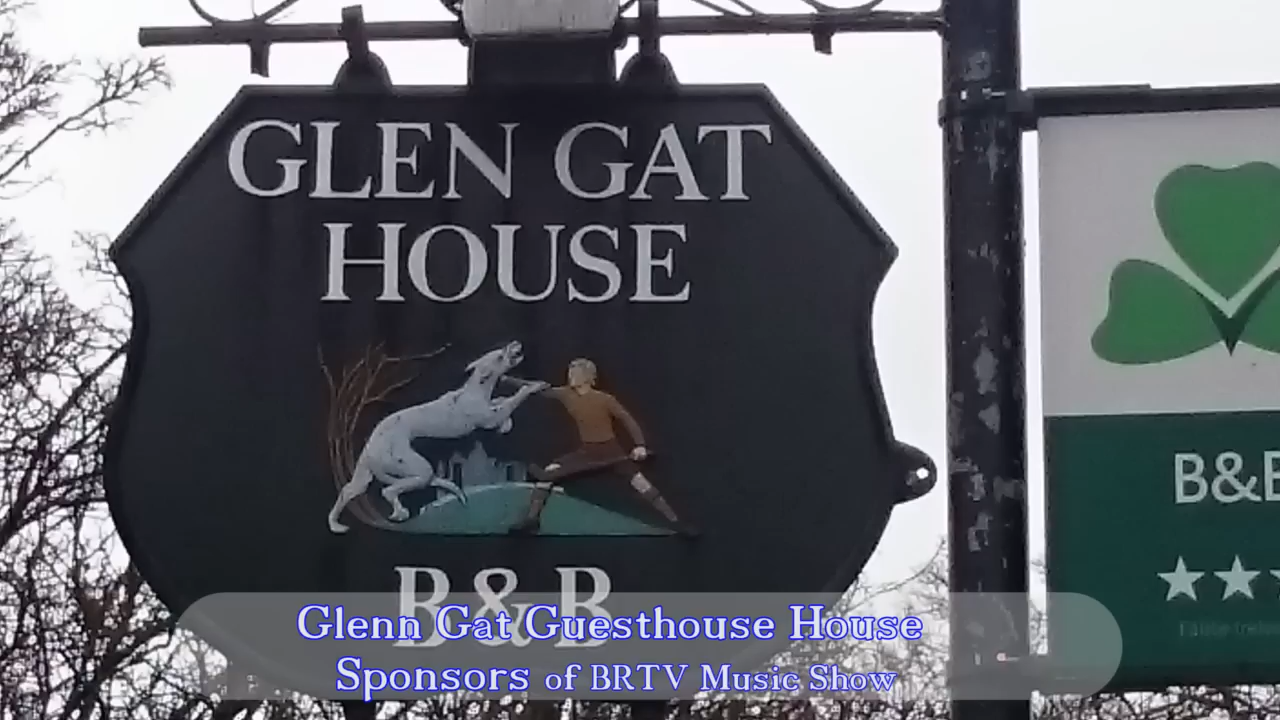 GLEN GAT
HOUSE
B & B
Glenn Gat Guesthouse House
Sponsors of BRTV Music Show
B&B